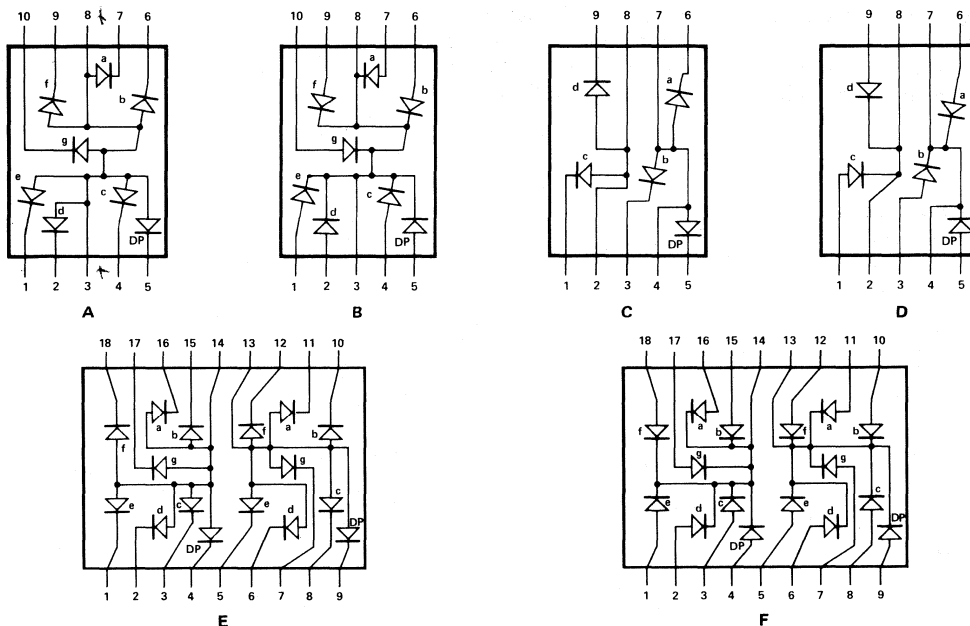 10 9 8 7 6
a
f
b
g
e
c
d
DP
1 2 3 4 5
A
10 9 8 7 6
a
f
b
g
e
c
d
DP
1 2 3 4 5
B
9 8 7 6
d
a
b
c
DP
1 2 3 4 5
C
9 8 7 6
d
a
b
c
DP
1 2 3 4 5
D
18 17 16 15 14 13 12 11 10
a a
b f b
f
g g
e c e c
d d
DP DP
1 2 3 4 5 6 7 8 9
E
18 17 16 15 14 13 12 11 10
a a
f b f b
g g
e c e c
d d
DP DP
1 2 3 4 5 6 7 8 9
F